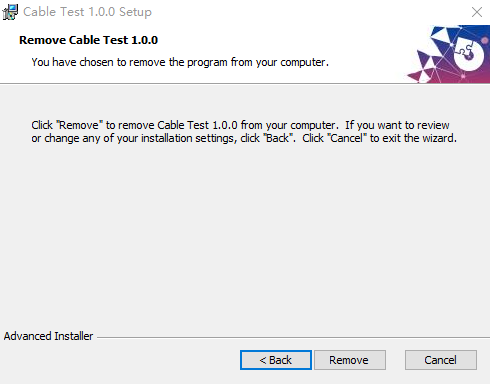 Cable Test 1.0.0 Setup
Remove Cable Test 1.0.0
You have chosen to remove the program from your computer.
Click "Remove" to remove Cable Test 1.0.0 from your computer.  If you want to review
or change any of your installation settings, click "Back".  Click "Cancel" to exit the wizard.
Advanced Installer
< Back
Remove
Cancel